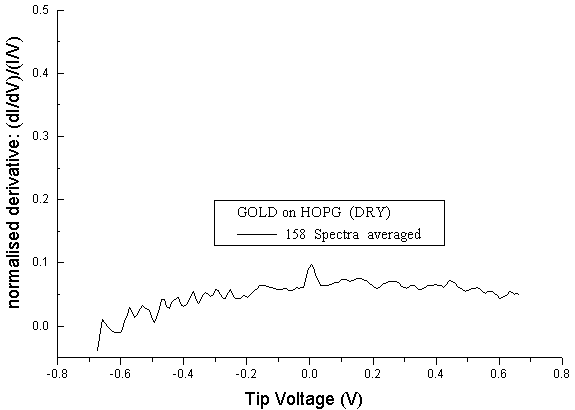 0.5
0.4
0.3
0.2
0.1
0.0
normalised derivative: (dI/dV)/(I/V)
GOLD on HOPG (DRY)
158 Spectra averaged
-0.8 -0.6 -0.4 -0.2 0.0 0.2 0.4 0.6 0.8
Tip Voltage (V)